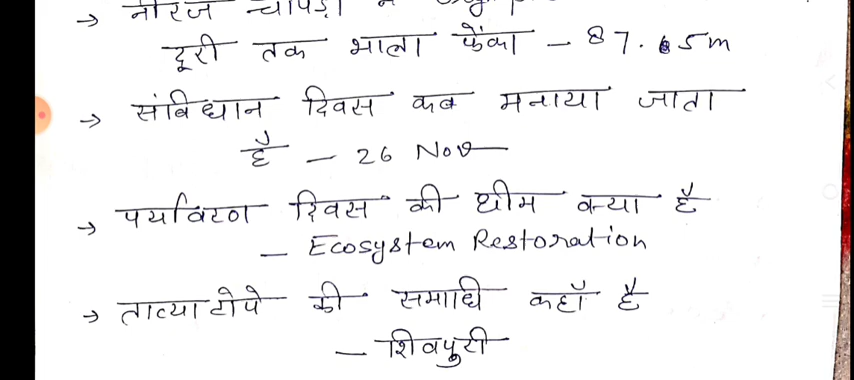 → नीरज चोपड़ा ने
दूरी तक भाला फेंका – 87.65m
→ संविधान दिवस कब मनाया जाता
है – 26 Nov
→ पर्यावरण दिवस की थीम क्या है
– Ecosystem Restoration
→ तात्या टोपे की समाधि कहाँ है
– शिवपुरी